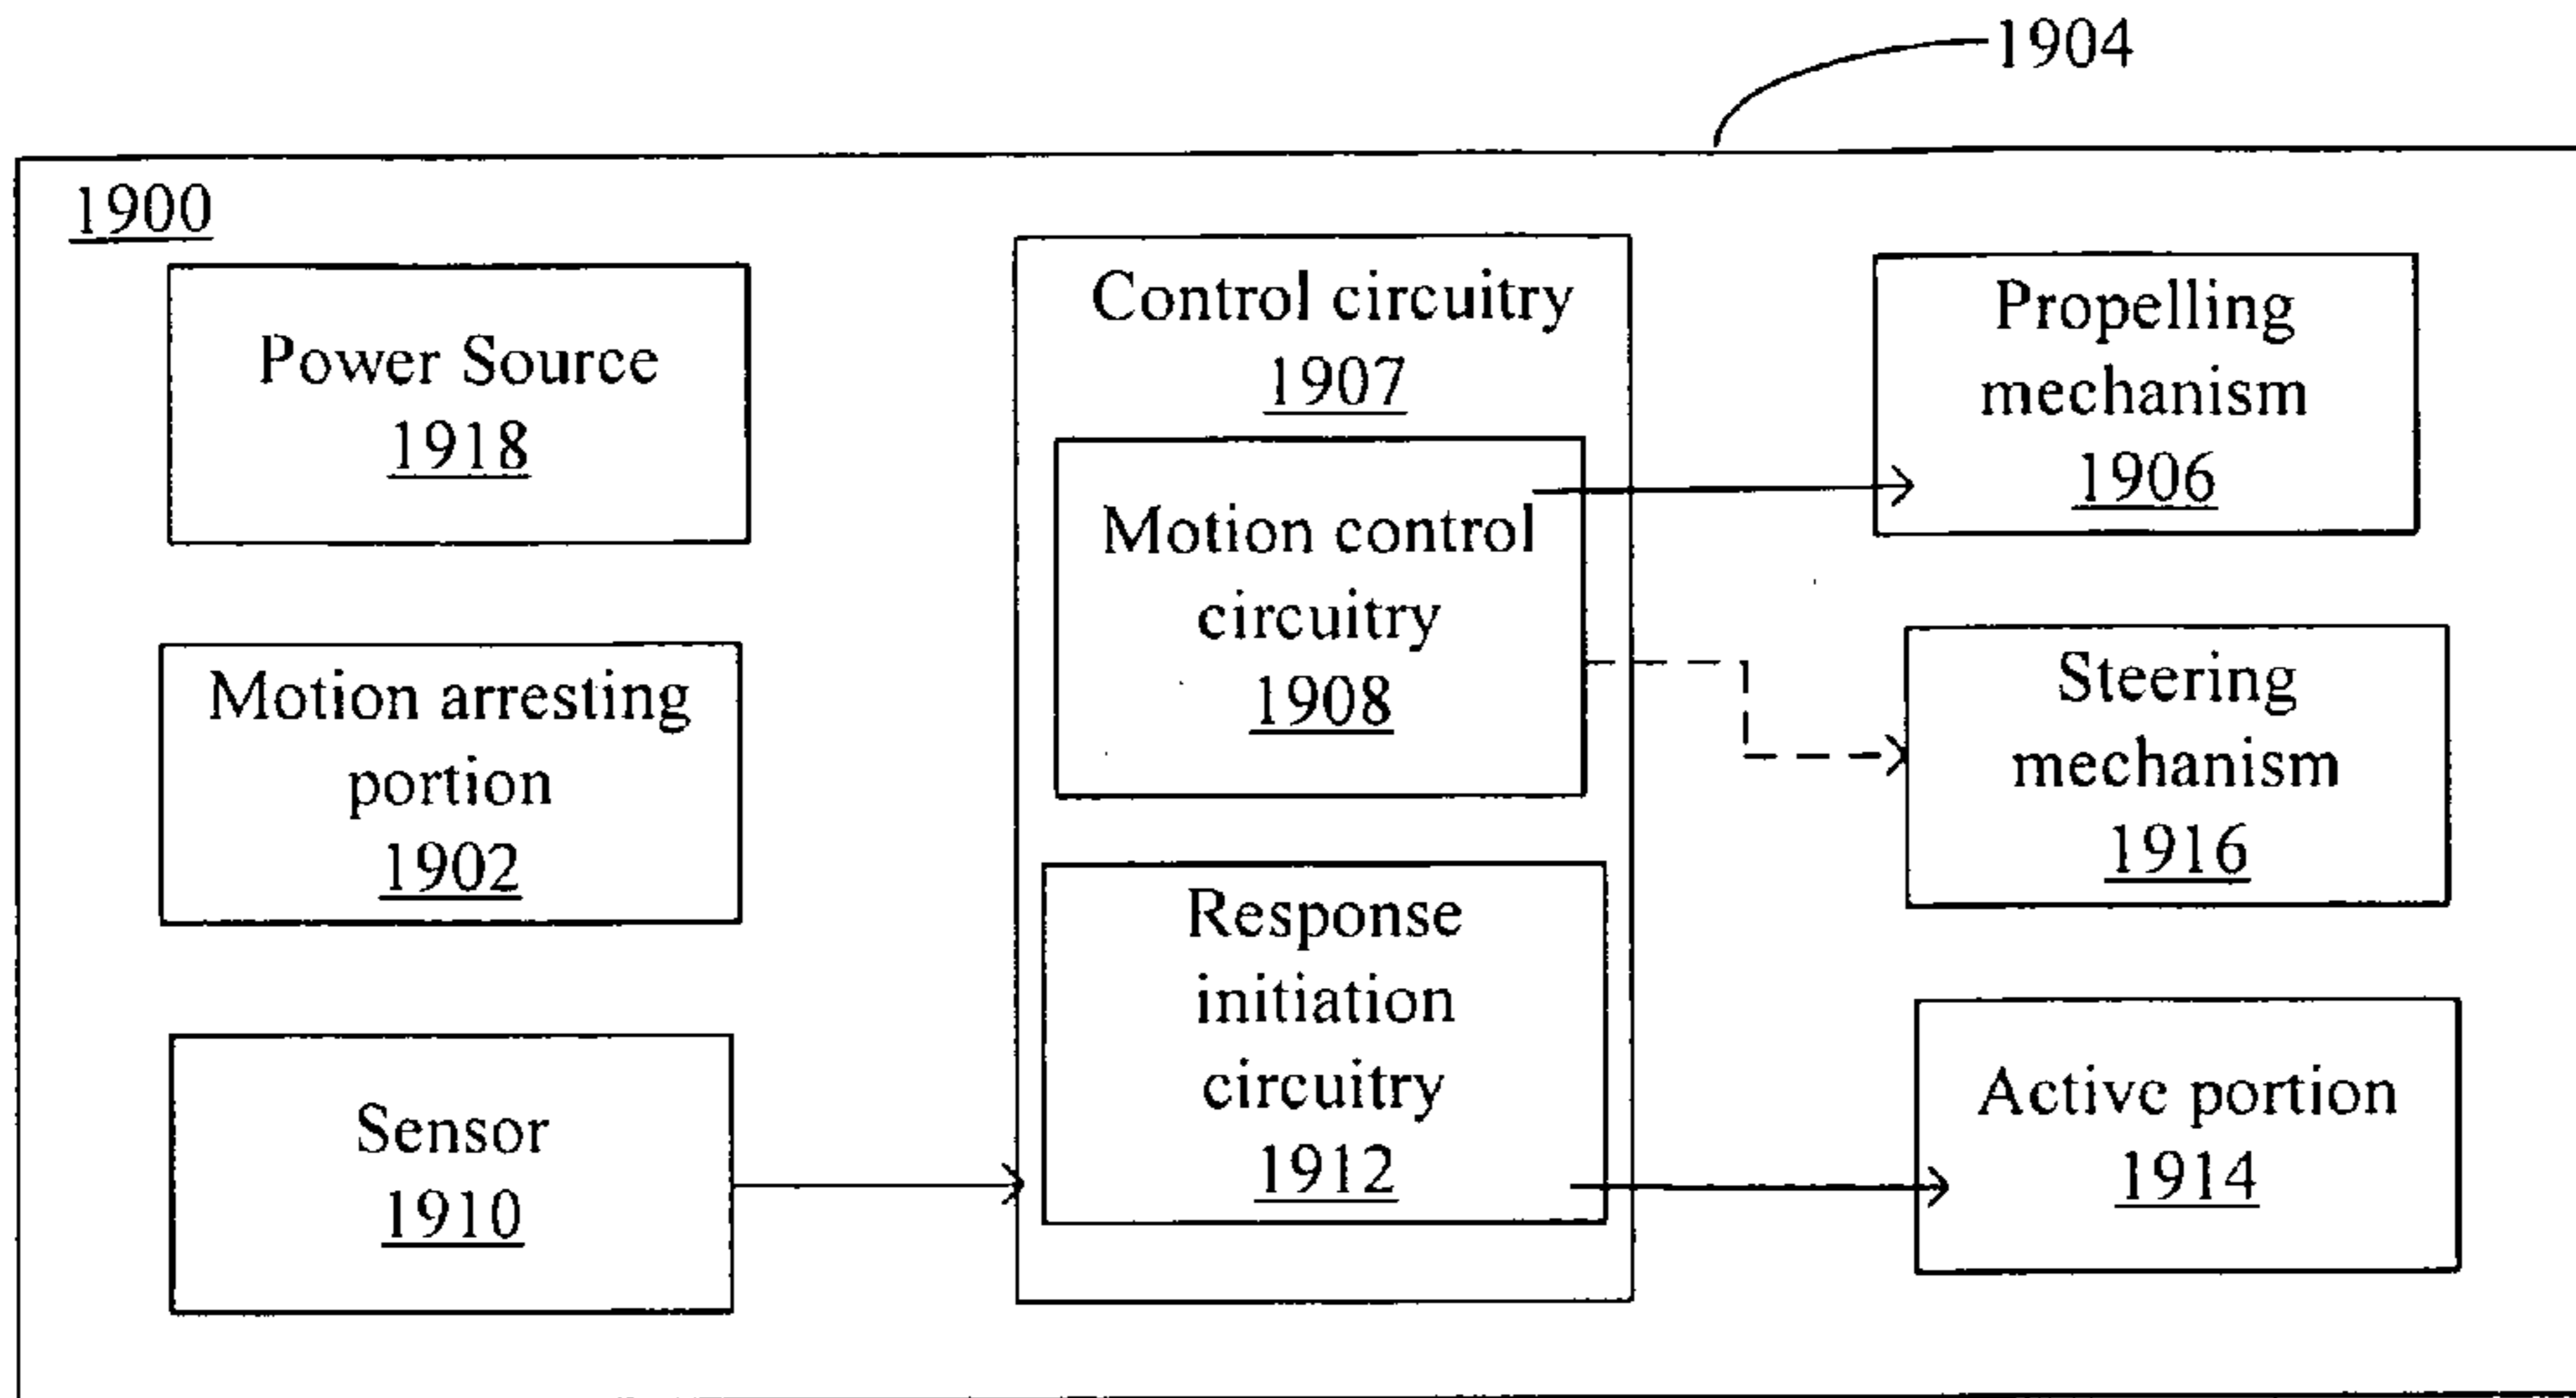 1904
1900
Power Source
1918
Motion arresting
portion
1902
Sensor
1910
Control circuitry
1907
Motion control
circuitry
1908
Response
initiation
circuitry
1912
Propelling
mechanism
1906
Steering
mechanism
1916
Active portion
1914